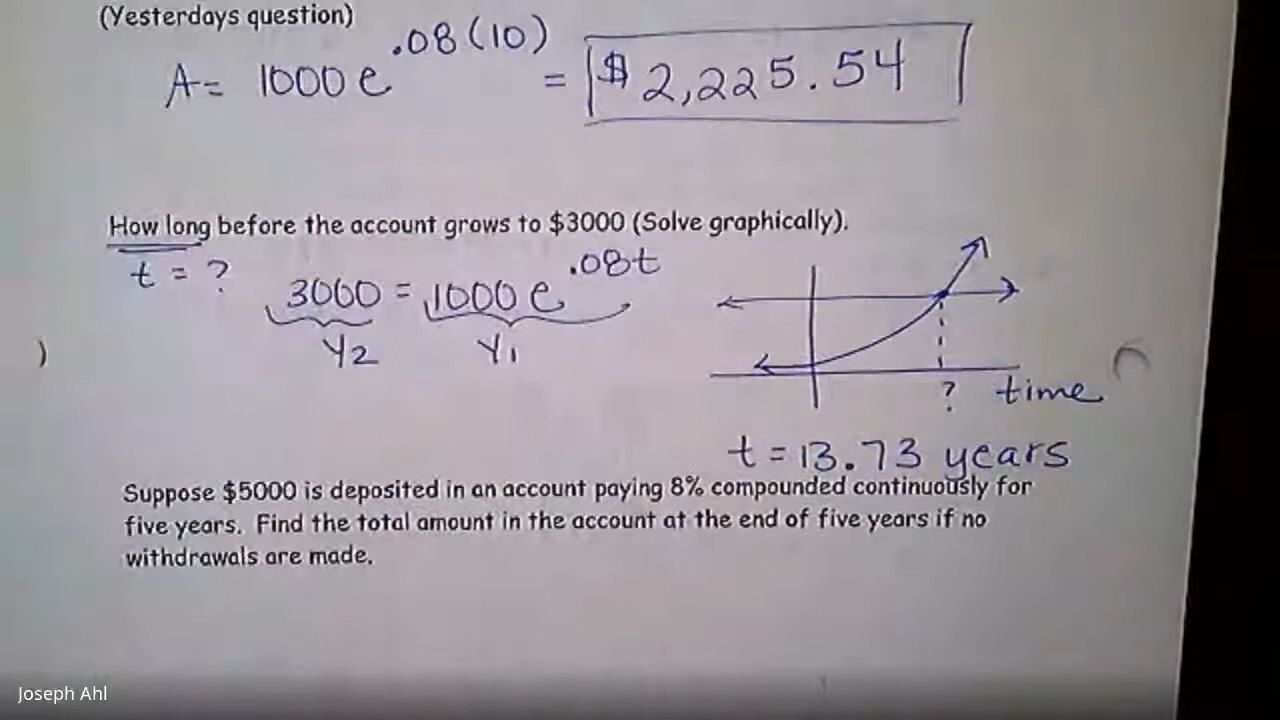 (Yesterdays question)
A = 1000 e^.08(10) = $2,225.54
How long before the account grows to $3000 (Solve graphically).
t = ? 3000 = 1000 e^.08t
Y2 Y1
? time
t = 13.73 years
Suppose $5000 is deposited in an account paying 8% compounded continuously for
five years. Find the total amount in the account at the end of five years if no
withdrawals are made.
Joseph Ahl